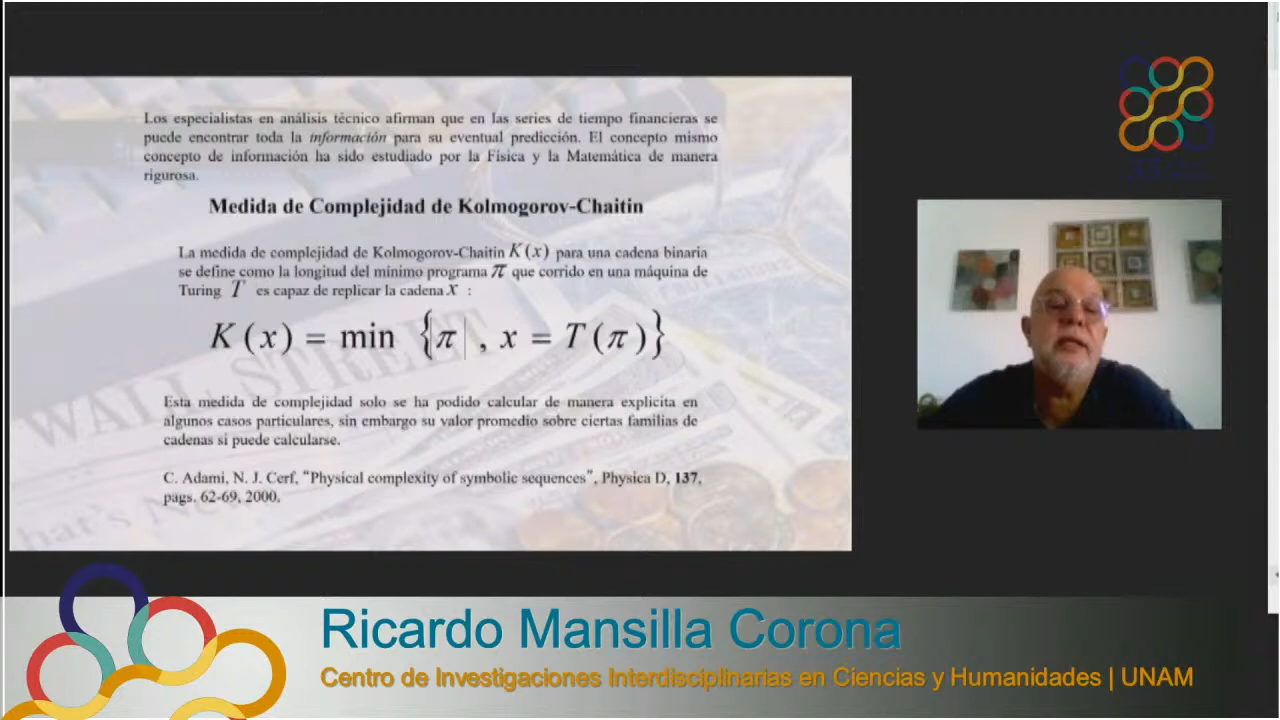 Los especialistas en análisis técnico afirman que en las series de tiempo financieras se
puede encontrar toda la información para su eventual predicción. El concepto mismo
concepto de información ha sido estudiado por la Física y la Matemática de manera
rigurosa.
Medida de Complejidad de Kolmogorov-Chaitin
La medida de complejidad de Kolmogorov-Chaitin K(x) para una cadena binaria
se define como la longitud del mínimo programa π que corrido en una máquina de
Turing T es capaz de replicar la cadena x :
K(x) = min {|π| , x = T(π)}
WALL STREET
Esta medida de complejidad solo se ha podido calcular de manera explicita en
algunos casos particulares, sin embargo su valor promedio sobre ciertas familias de
cadenas si puede calcularse.
C. Adami, N. J. Cerf, “Physical complexity of symbolic sequences”, Physica D, 137,
pags. 62-69, 2000.
Ricardo Mansilla Corona
Centro de Investigaciones Interdisciplinarias en Ciencias y Humanidades | UNAM